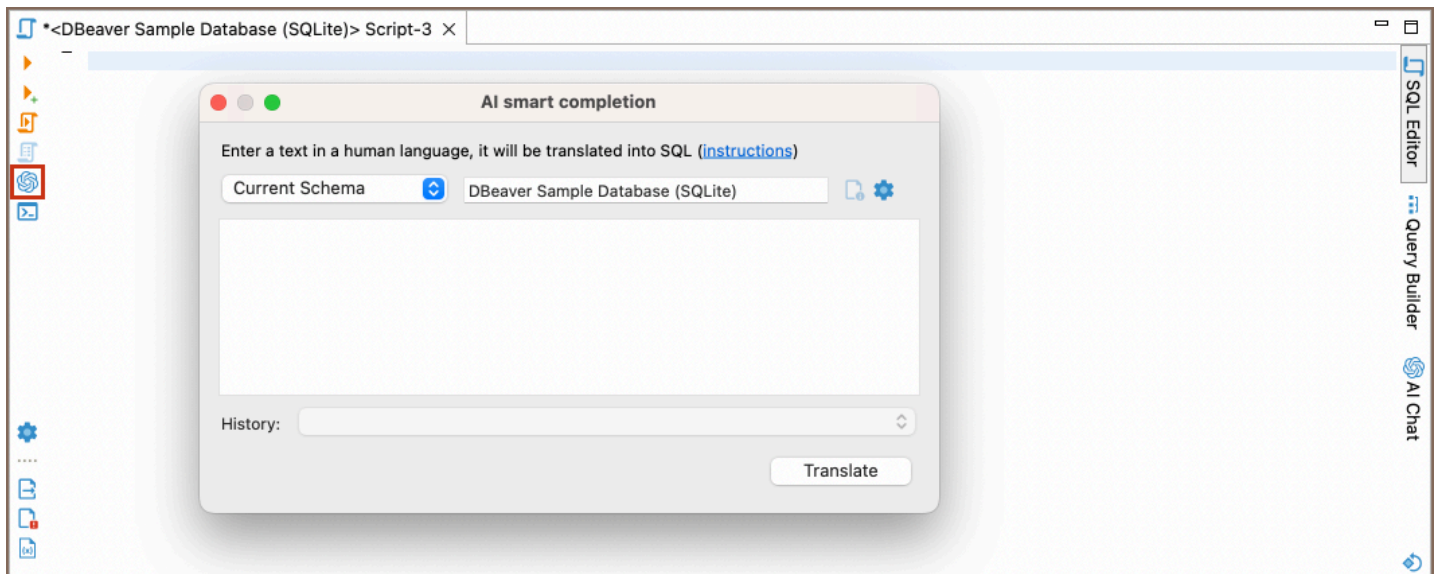 *<DBeaver Sample Database (SQLite)> Script-3
AI smart completion
Enter a text in a human language, it will be translated into SQL (instructions)
Current Schema
DBeaver Sample Database (SQLite)
History:
Translate
SQL Editor
Query Builder
AI Chat